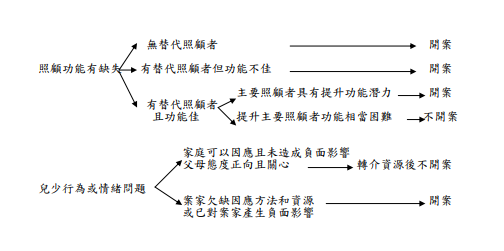 無替代照顧者 開案
照顧功能有缺失 有替代照顧者但功能不佳 開案
有替代照顧者 主要照顧者具有提升功能潛力 開案
且功能佳 提升主要照顧者功能相當困難 不開案
家庭可以因應且未造成負面影響
父母態度正向且關心 轉介資源後不開案
兒少行為或情緒問題
案家欠缺因應方法和資源 開案
或已對案家產生負面影響